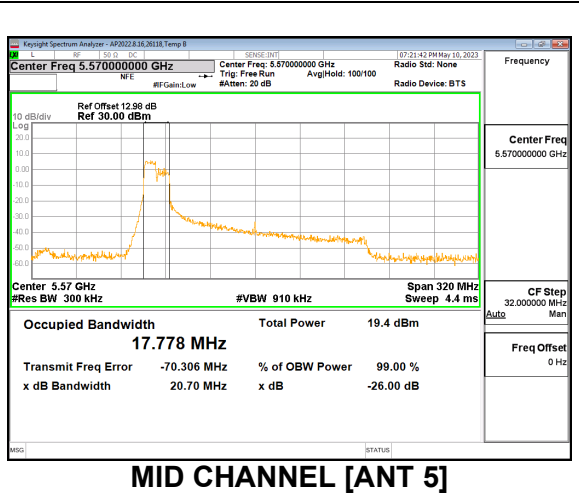 Keysight Spectrum Analyzer - AP2022.8.16,26118,Temp B
L RF 50 Ω DC SENSE:INT 07:21:42 PM May 10, 2023
Center Freq 5.570000000 GHz Center Freq: 5.570000000 GHz Radio Std: None Frequency
NFE Trig: Free Run Avg|Hold: 100/100
#IFGain:Low #Atten: 20 dB Radio Device: BTS
Ref Offset 12.98 dB
10 dB/div Ref 30.00 dBm
Log
20.0
10.0
0.00
-10.0
-20.0
-30.0
-40.0
-50.0
-60.0
Center Freq
5.570000000 GHz
Center 5.57 GHz Span 320 MHz
#Res BW 300 kHz #VBW 910 kHz Sweep 4.4 ms
CF Step
32.000000 MHz
Auto Man
Occupied Bandwidth Total Power 19.4 dBm
17.778 MHz
Transmit Freq Error -70.306 MHz % of OBW Power 99.00 %
x dB Bandwidth 20.70 MHz x dB -26.00 dB
Freq Offset
0 Hz
MSG STATUS
MID CHANNEL [ANT 5]